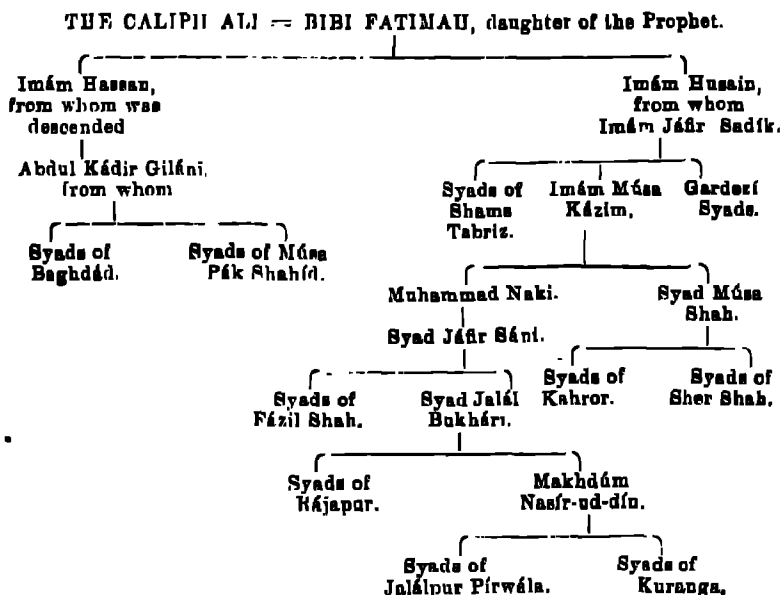 THE CALIPH ALI = BIBI FATIMAH, daughter of the Prophet.
Imám Hassan,
from whom was
descended
Imám Husain,
from whom
Imám Jáfir Sadík.
Abdul Kádir Giláni,
from whom
Syads of
Baghdád.
Syads of Músa
Pák Shahíd.
Syads of
Shams
Tabriz.
Imám Músa
Kázim,
Gardezí
Syads.
Muhammad Naki.
Syad Músa
Shah.
Syad Jáfir Sání.
Syads of
Fázil Shah.
Syad Jalál
Bukhárı.
Syads of
Kahror.
Syads of
Sher Shah.
Syads of
Rájapur.
Makhdúm
Nasír-ud-dín.
Syads of
Jalálpur Pírwála.
Syads of
Kuranga.